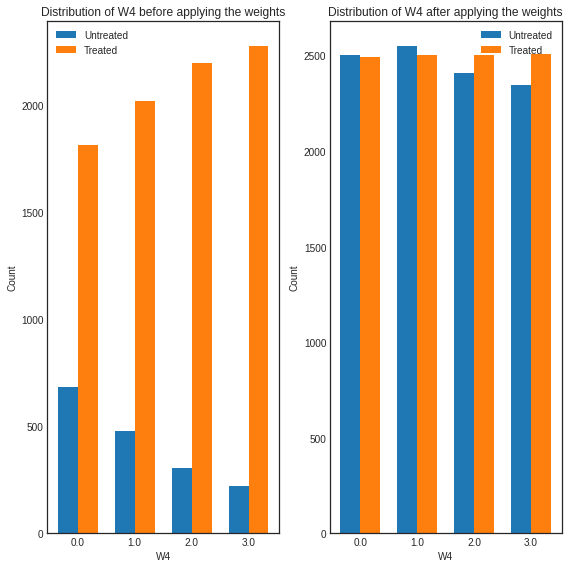 Distribution of W4 before applying the weights
Untreated
Treated
2000
1500
1000
500
0
Count
0.0 1.0 2.0 3.0
W4
Distribution of W4 after applying the weights
Untreated
Treated
2500
2000
1500
1000
500
0
Count
0.0 1.0 2.0 3.0
W4